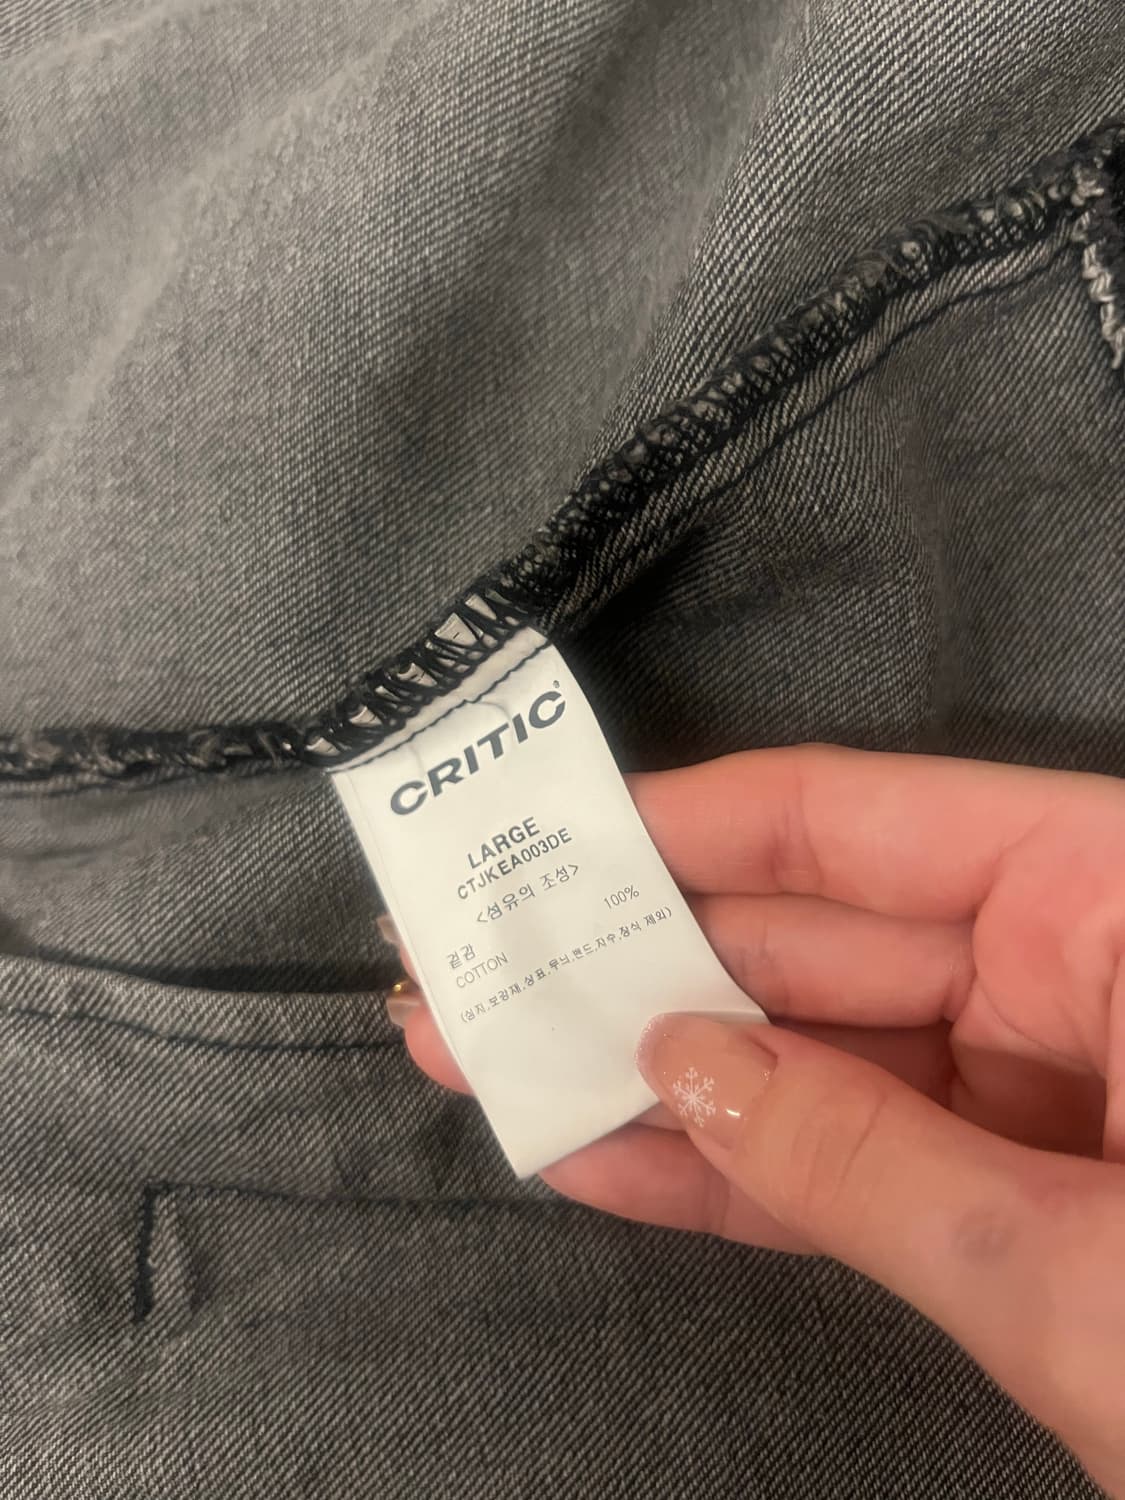 CRITIC
LARGE
CTJKEA003DE
<섬유의 조성>
겉감
COTTON 100%
(심지,보강재,상표,무늬,밴드,자수,장식 제외)